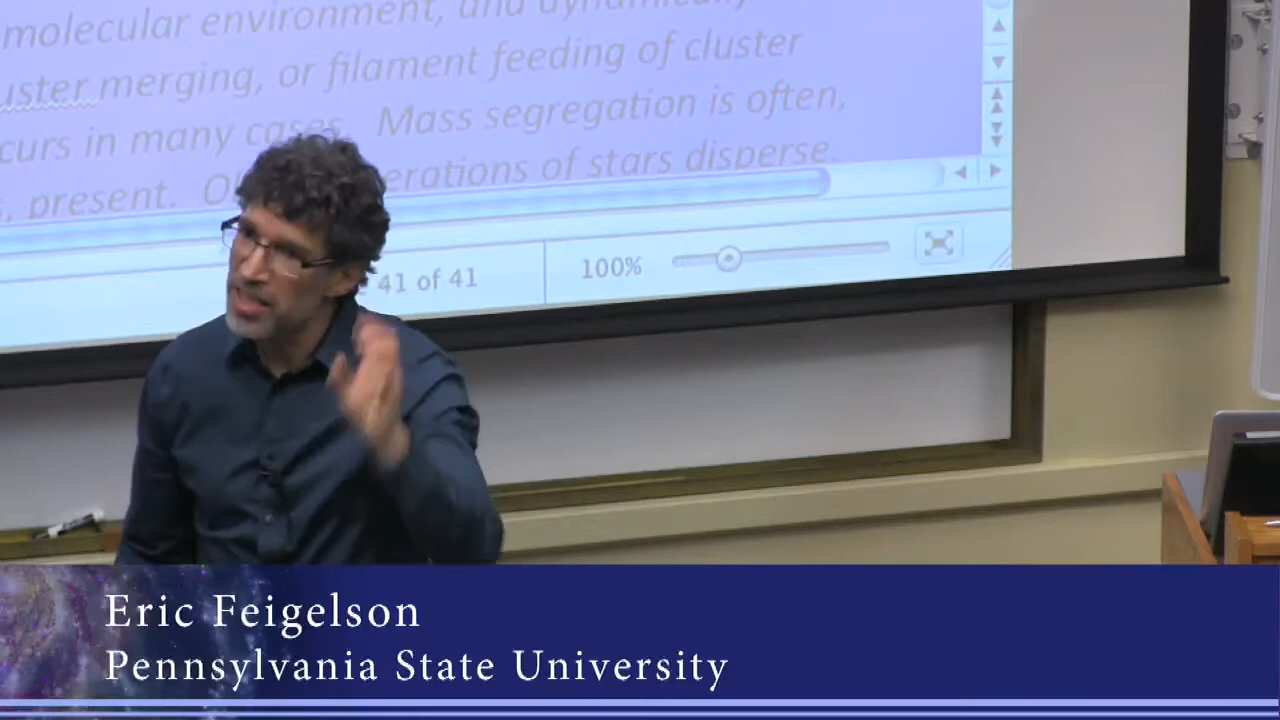 molecular environment, and dynamically
uster merging, or filament feeding of cluster
curs in many cases. Mass segregation is often,
, present. erations of stars disperse.
41 of 41
100%
Eric Feigelson
Pennsylvania State University